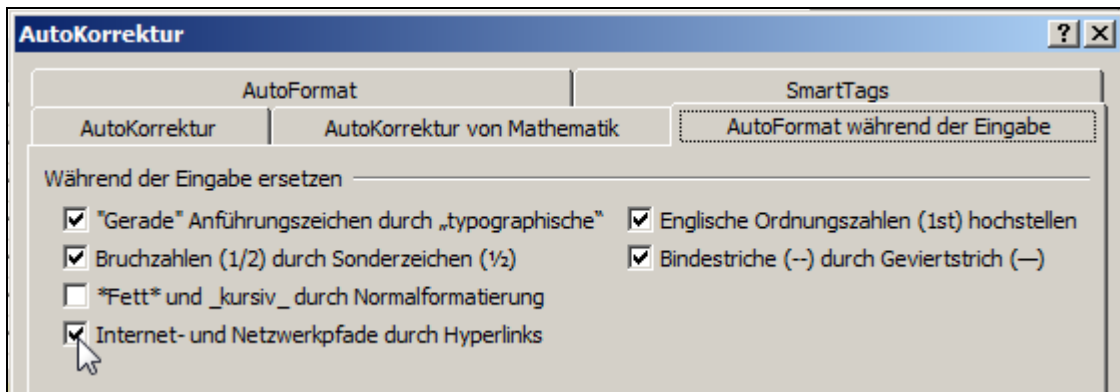 AutoKorrektur
AutoFormat SmartTags
AutoKorrektur AutoKorrektur von Mathematik AutoFormat während der Eingabe
Während der Eingabe ersetzen
"Gerade" Anführungszeichen durch „typographische“ Englische Ordnungszahlen (1st) hochstellen
Bruchzahlen (1/2) durch Sonderzeichen (½) Bindestriche (--) durch Geviertstrich (—)
*Fett* und _kursiv_ durch Normalformatierung
Internet- und Netzwerkpfade durch Hyperlinks